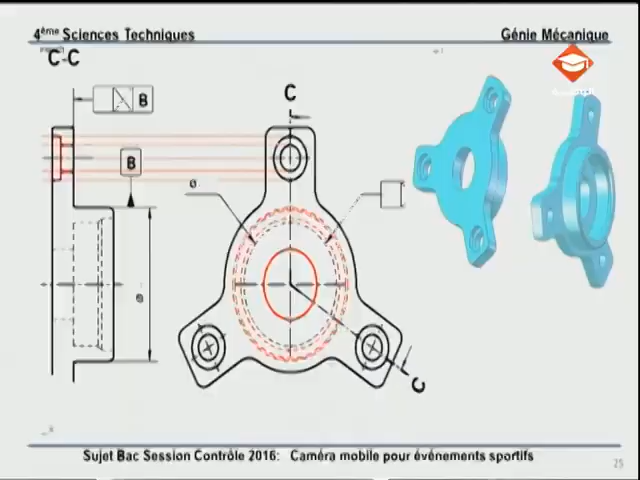 4ème Sciences Techniques
Génie Mécanique
C-C
B
C
B
ø
ø
C
Sujet Bac Session Contrôle 2016: Caméra mobile pour événements sportifs
25